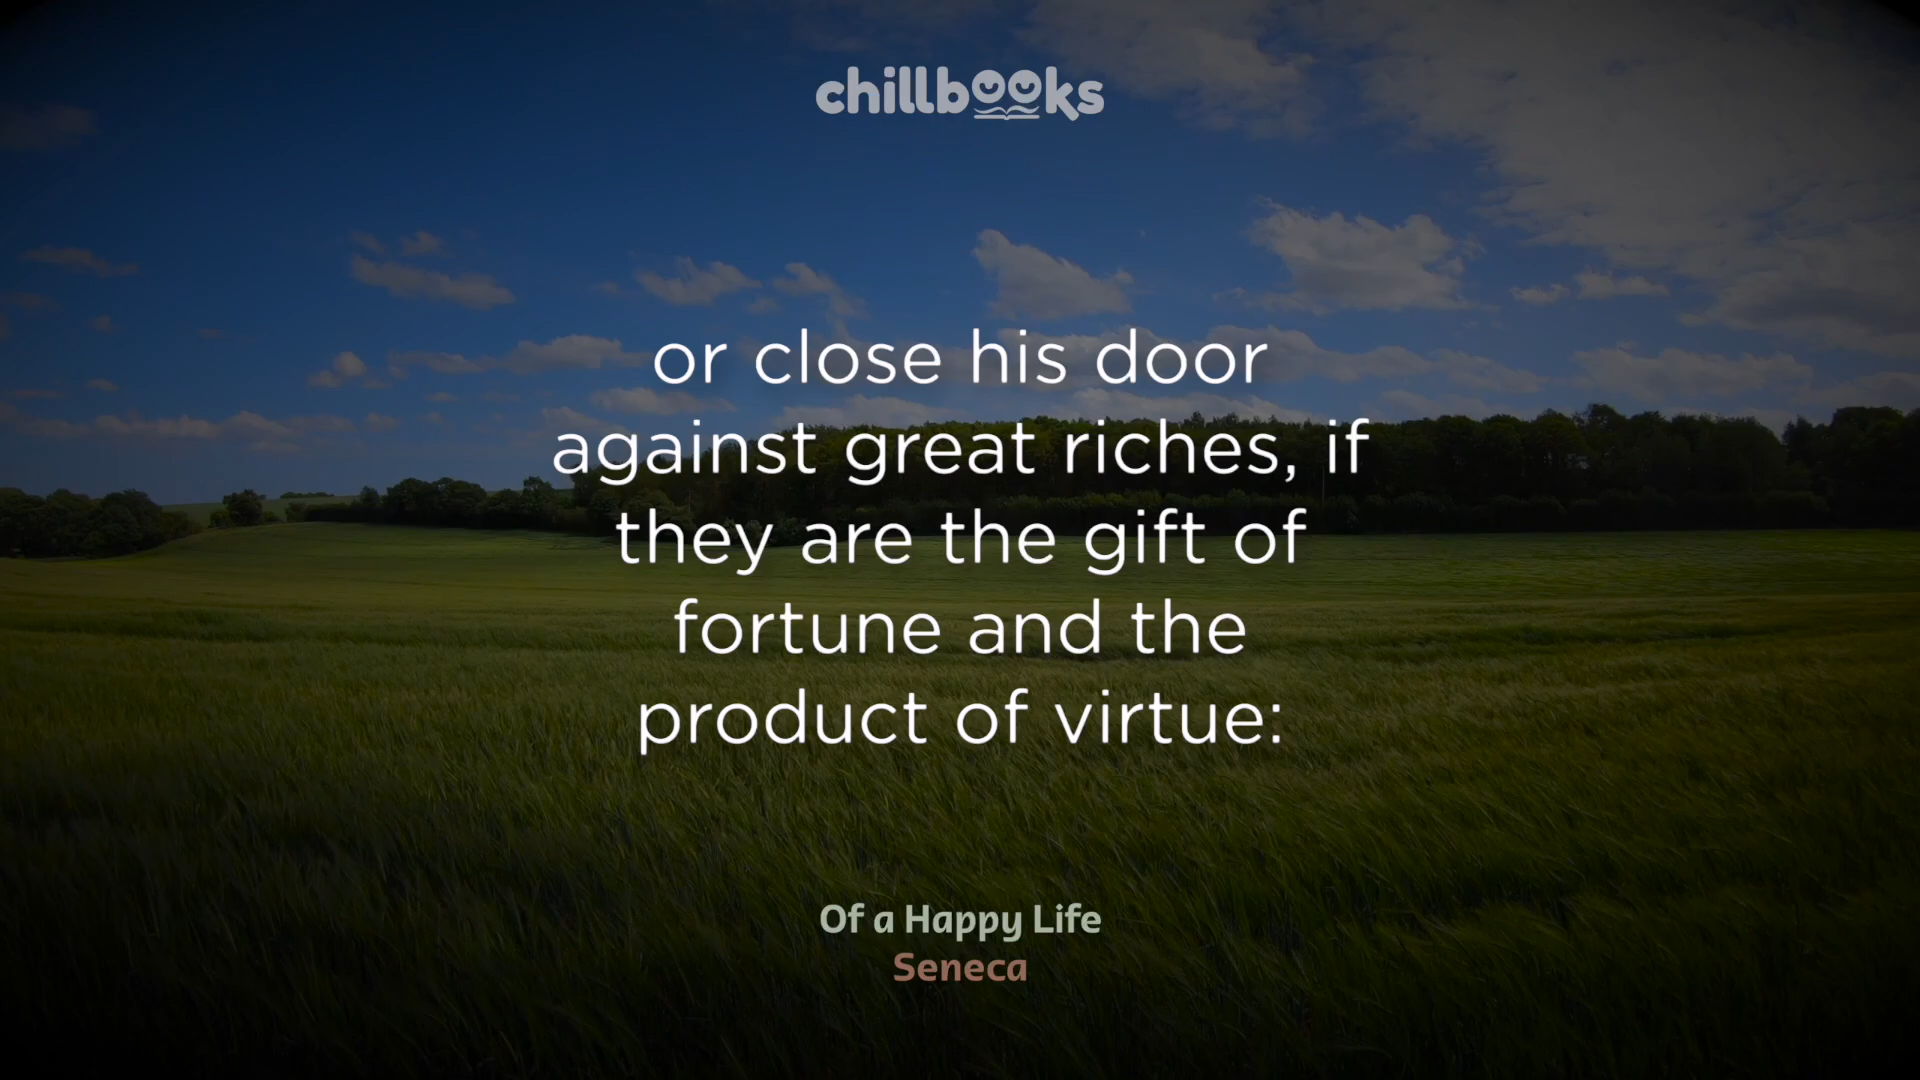 chillbooks
or close his door
against great riches, if
they are the gift of
fortune and the
product of virtue:
Of a Happy Life
Seneca